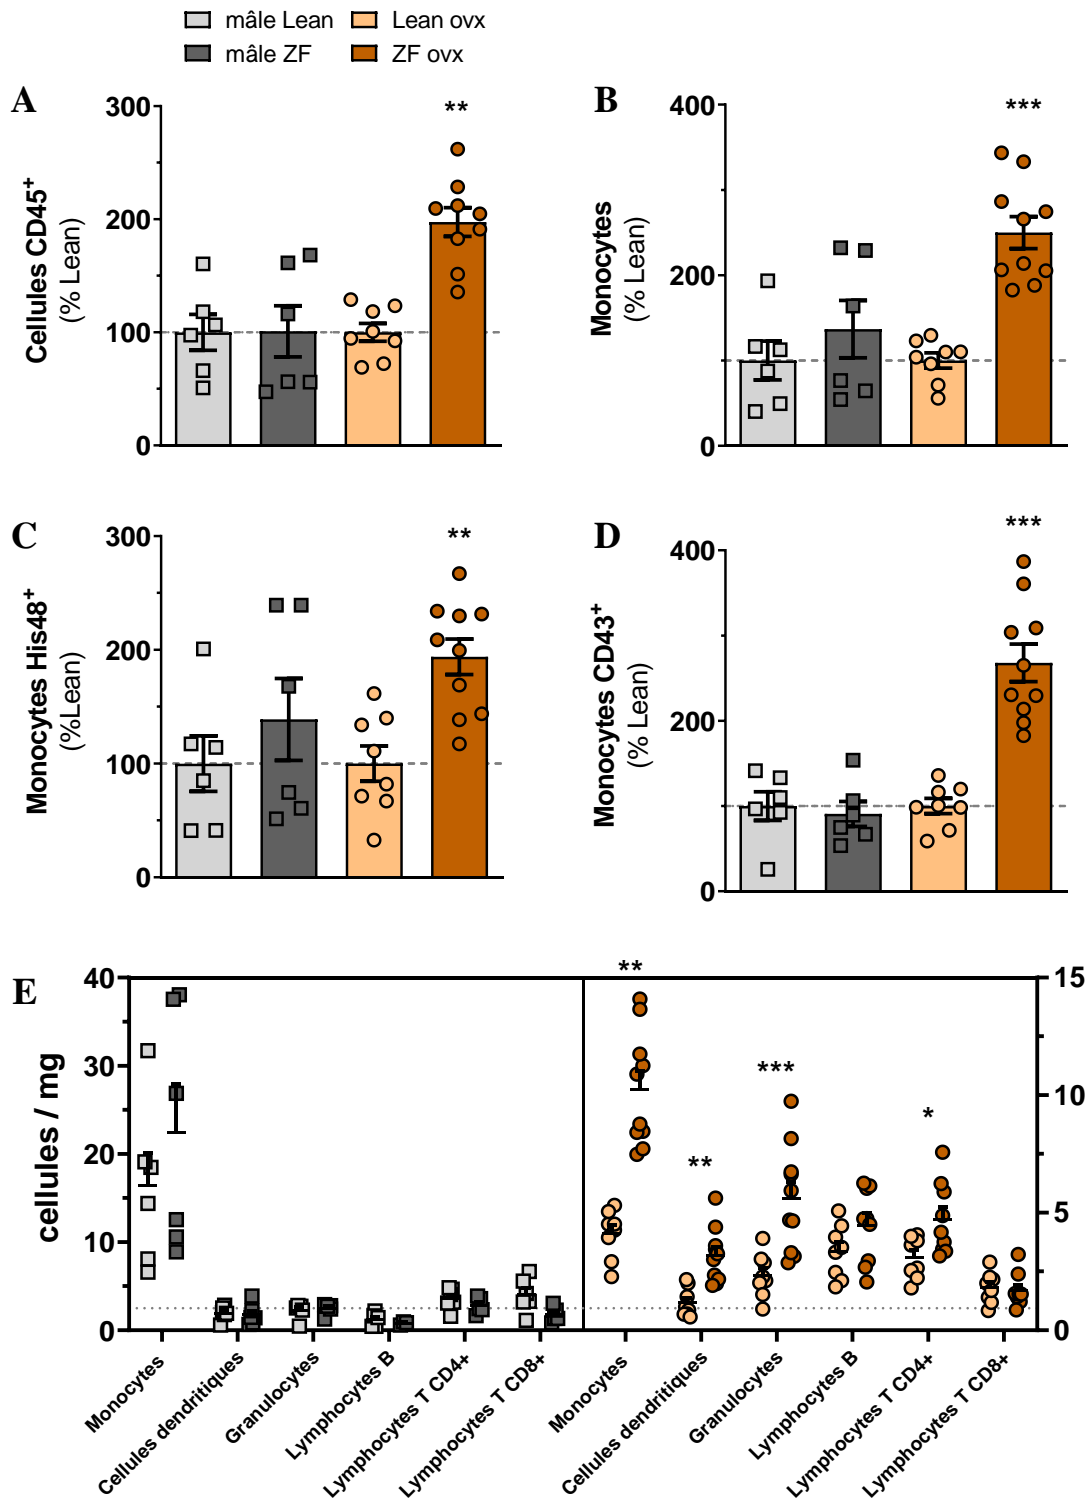 mâle Lean
Lean ovx
mâle ZF
ZF ovx
A
Cellules CD45+
(% Lean)
300
200
100
0
**
B
Monocytes
(% Lean)
400
200
0
***
C
Monocytes His48+
(%Lean)
300
200
100
0
**
D
Monocytes CD43+
(% Lean)
400
200
0
***
E
cellules / mg
40
30
20
10
0
**
**
***
*
15
10
5
0
Monocytes
Cellules dendritiques
Granulocytes
Lymphocytes B
Lymphocytes T CD4+
Lymphocytes T CD8+
Monocytes
Cellules dendritiques
Granulocytes
Lymphocytes B
Lymphocytes T CD4+
Lymphocytes T CD8+